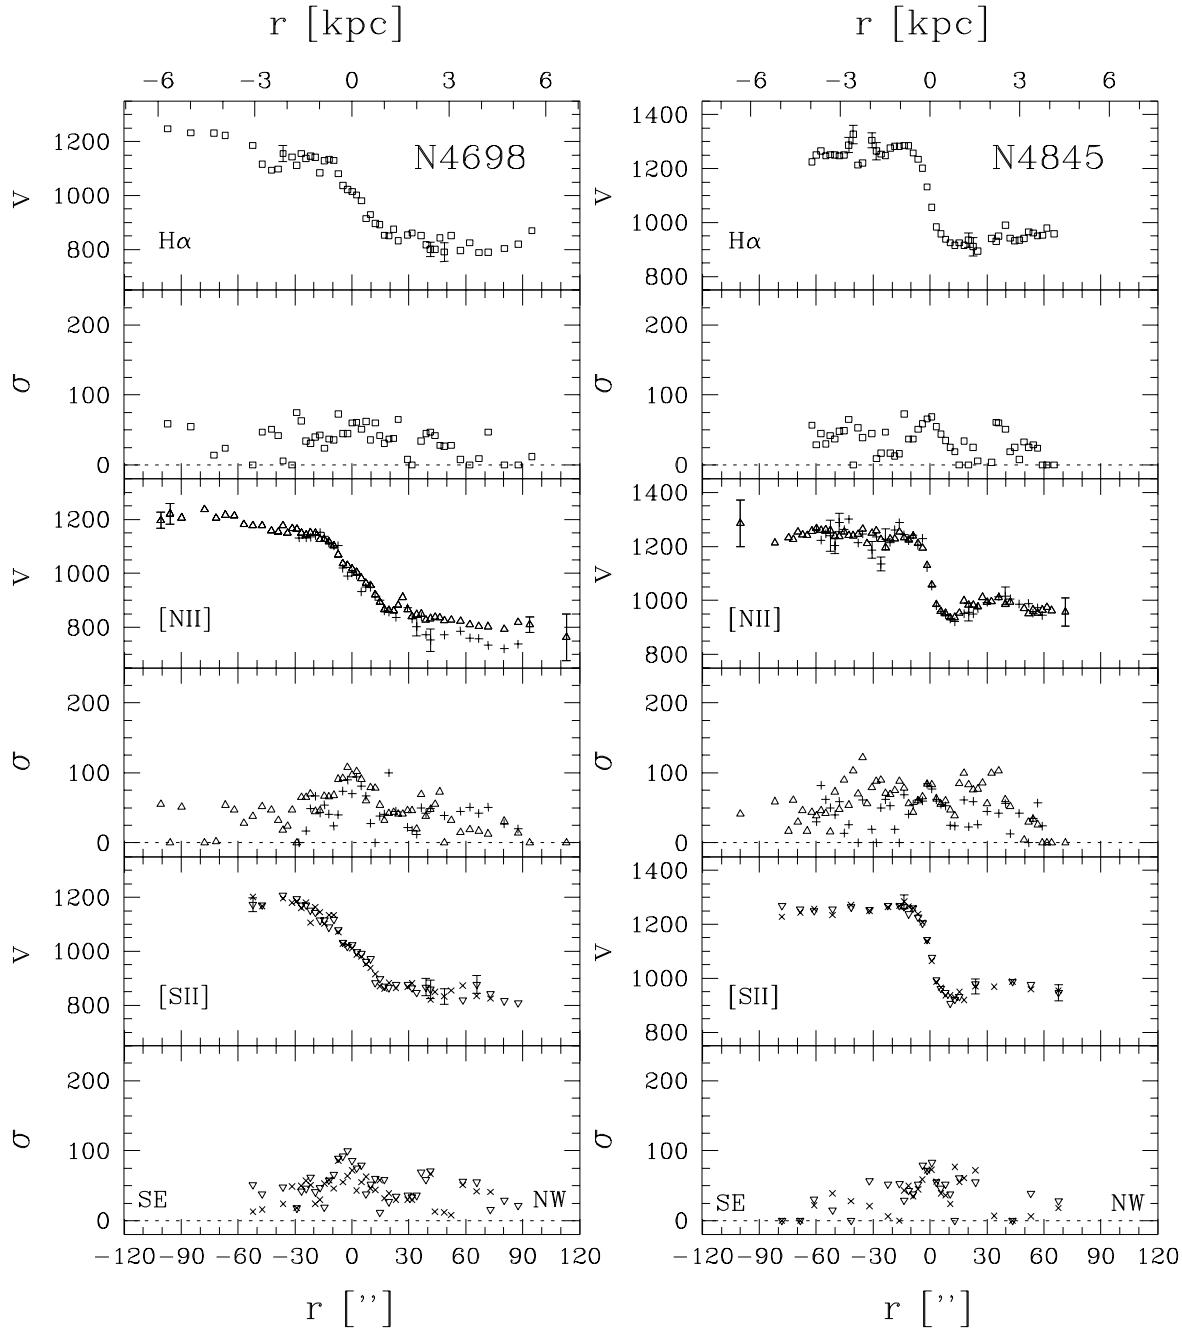 r [kpc] r [kpc]
−6 −3 0 3 6 −6 −3 0 3 6
N4698 N4845
V 1200 1000 800 Hα V 1400 1200 1000 800 Hα
σ 200 100 0 σ 200 100 0
V 1200 1000 800 [NII] V 1400 1200 1000 800 [NII]
σ 200 100 0 σ 200 100 0
V 1200 1000 800 [SII] V 1400 1200 1000 800 [SII]
σ 200 100 0 SE NW σ 200 100 0 SE NW
−120 −90 −60 −30 0 30 60 90 120 −120 −90 −60 −30 0 30 60 90 120
r [’’] r [’’]